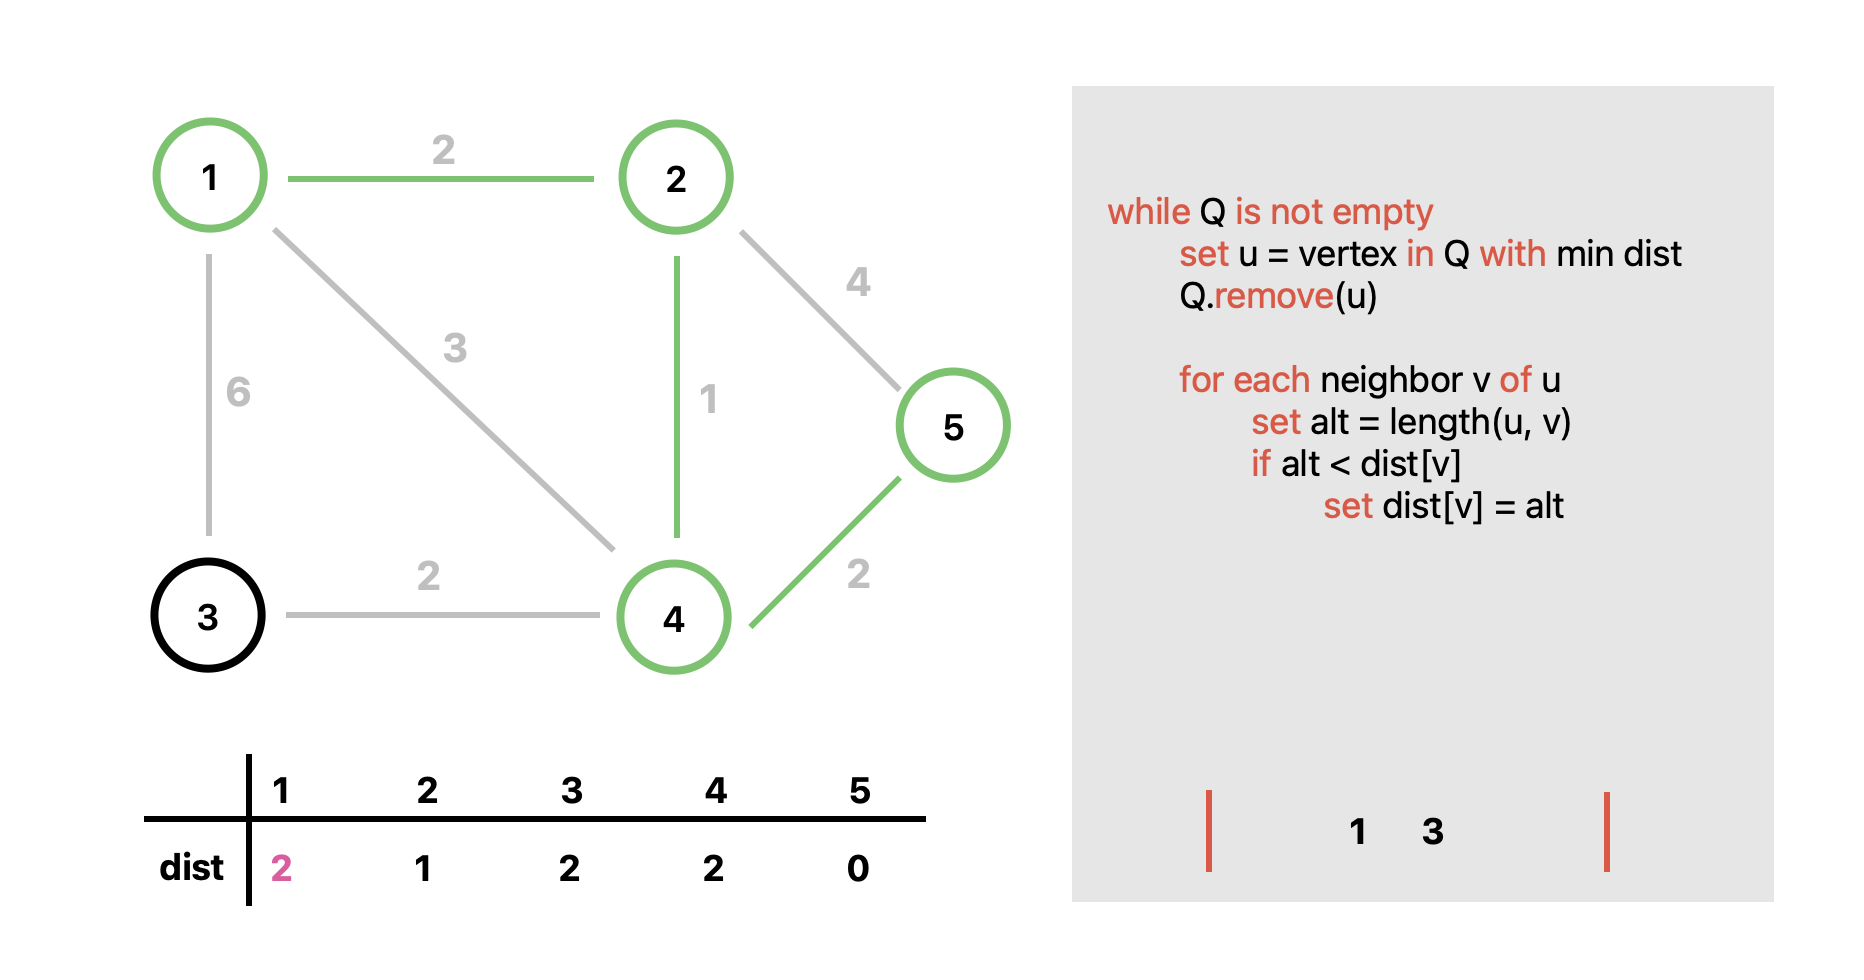 1
2
2
4
3
6
1
5
3
2
4
2
1 2 3 4 5
dist 2 1 2 2 0
while Q is not empty
set u = vertex in Q with min dist
Q.remove(u)
for each neighbor v of u
set alt = length(u, v)
if alt < dist[v]
set dist[v] = alt
1 3